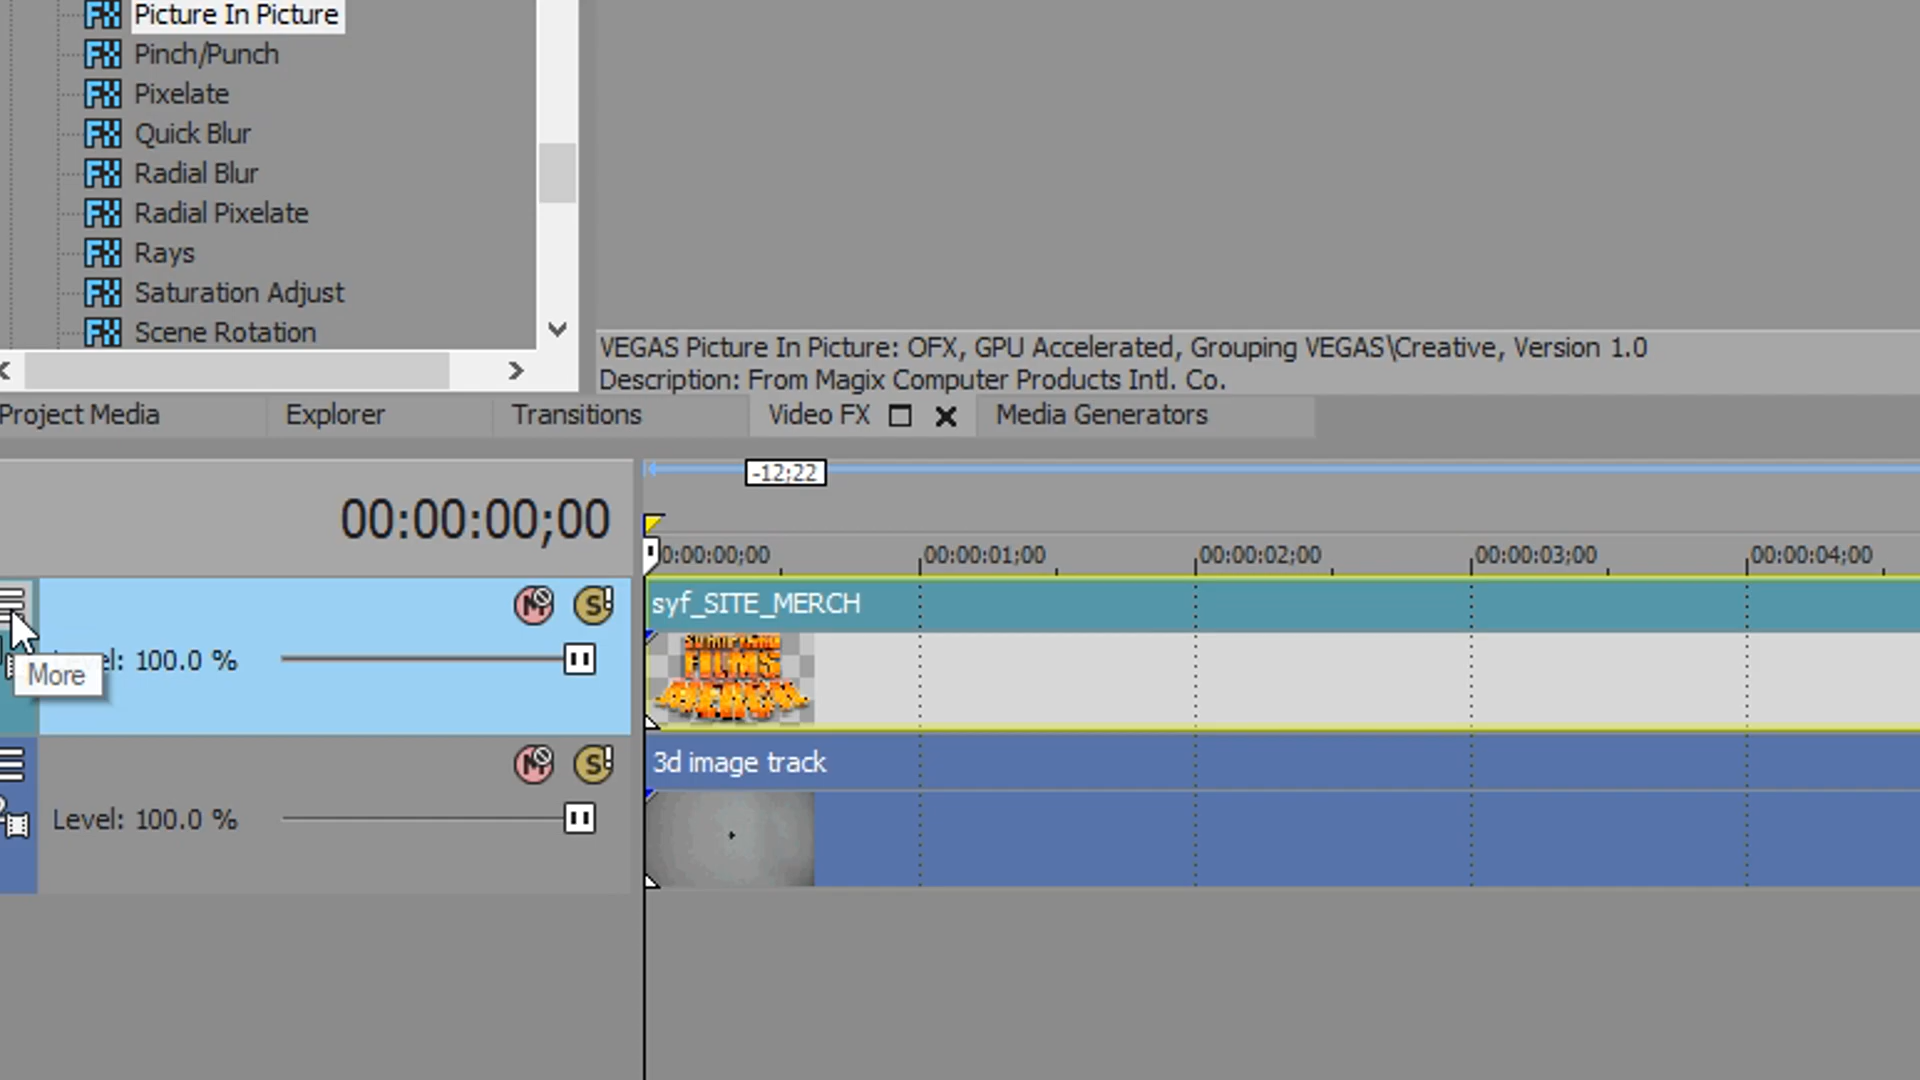 Picture In Picture
Pinch/Punch
Pixelate
Quick Blur
Radial Blur
Radial Pixelate
Rays
Saturation Adjust
Scene Rotation
VEGAS Picture In Picture: OFX, GPU Accelerated, Grouping VEGAS\Creative, Version 1.0
Description: From Magix Computer Products Intl. Co.
Project Media Explorer Transitions Video FX Media Generators
-12;22
00:00:00;00
0:00:00;00 00:00:01;00 00:00:02;00 00:00:03;00 00:00:04;00
M S syf_SITE_MERCH
Level: 100.0 %
More
FILMS
MERCH
M S 3d image track
Level: 100.0 %